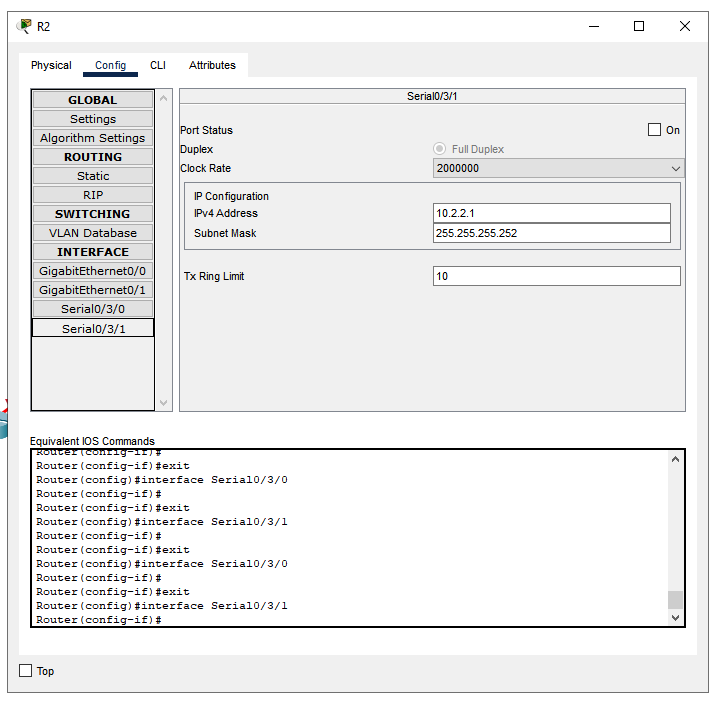 R2
Physical Config CLI Attributes
GLOBAL
Settings
Algorithm Settings
ROUTING
Static
RIP
SWITCHING
VLAN Database
INTERFACE
GigabitEthernet0/0
GigabitEthernet0/1
Serial0/3/0
Serial0/3/1
Serial0/3/1
Port Status On
Duplex Full Duplex
Clock Rate 2000000
IP Configuration
IPv4 Address 10.2.2.1
Subnet Mask 255.255.255.252
Tx Ring Limit 10
Equivalent IOS Commands
Router(config-if)#
Router(config-if)#exit
Router(config)#interface Serial0/3/0
Router(config-if)#
Router(config-if)#exit
Router(config)#interface Serial0/3/1
Router(config-if)#
Router(config-if)#exit
Router(config)#interface Serial0/3/0
Router(config-if)#
Router(config-if)#exit
Router(config)#interface Serial0/3/1
Router(config-if)#
Top